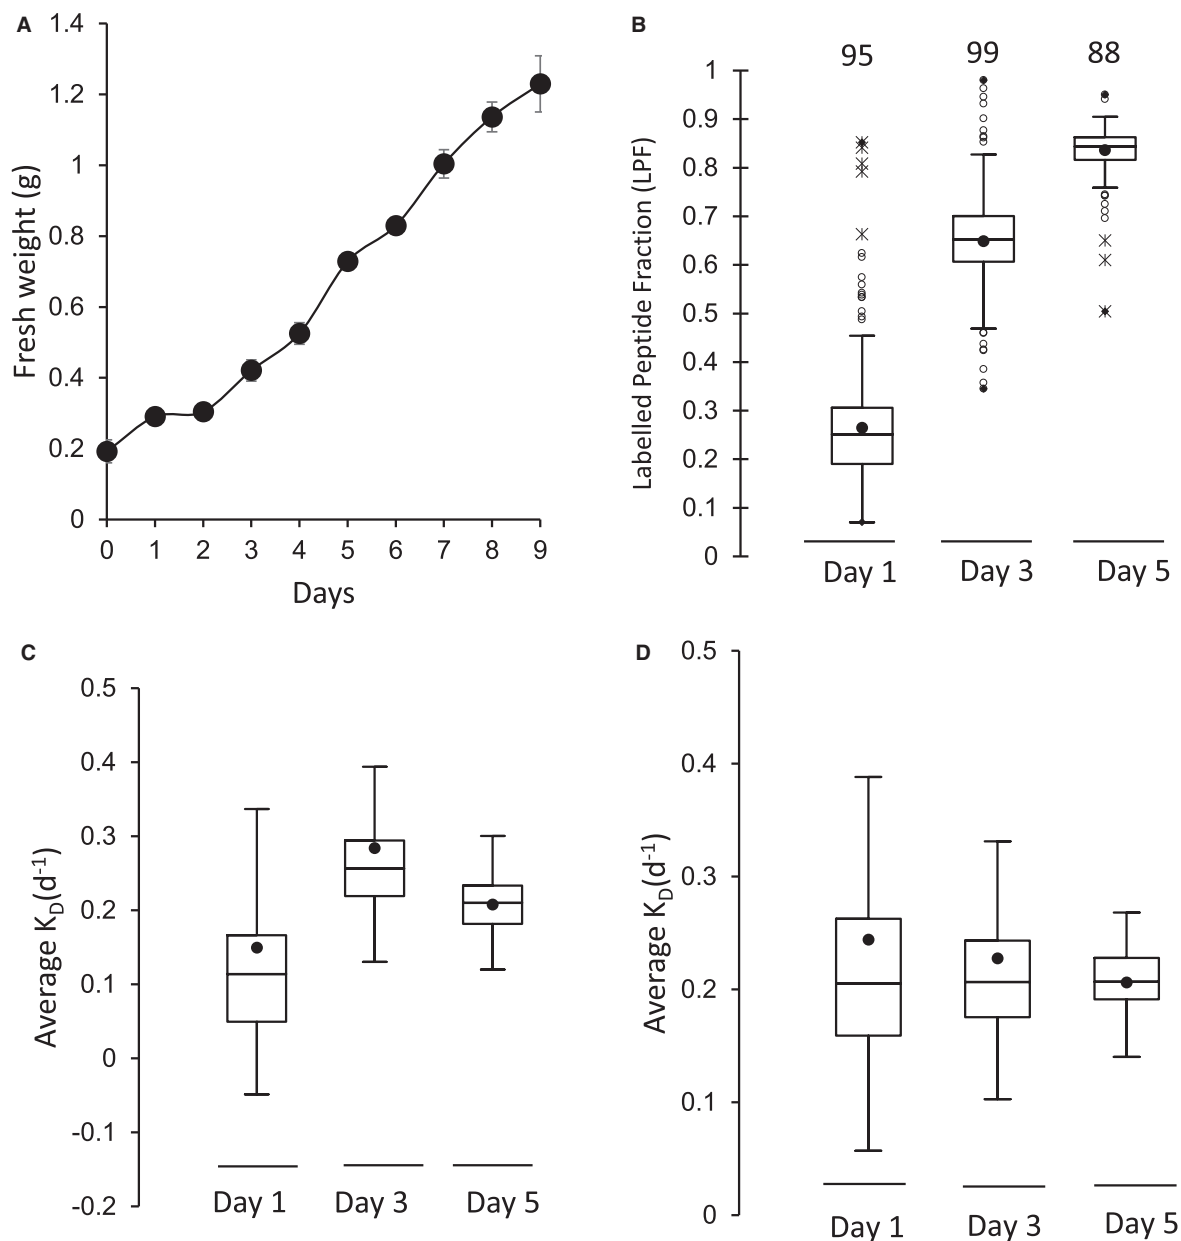 A
1.4
1.2
1
0.8
0.6
0.4
0.2
0
Fresh weight (g)
0 1 2 3 4 5 6 7 8 9
Days
B
95 99 88
1
0.9
0.8
0.7
0.6
0.5
0.4
0.3
0.2
0.1
0
Labelled Peptide Fraction (LPF)
Day 1 Day 3 Day 5
C
0.5
0.4
0.3
0.2
0.1
0
-0.1
-0.2
Average KD(d-1)
Day 1 Day 3 Day 5
D
0.5
0.4
0.3
0.2
0.1
0
Average KD(d-1)
Day 1 Day 3 Day 5